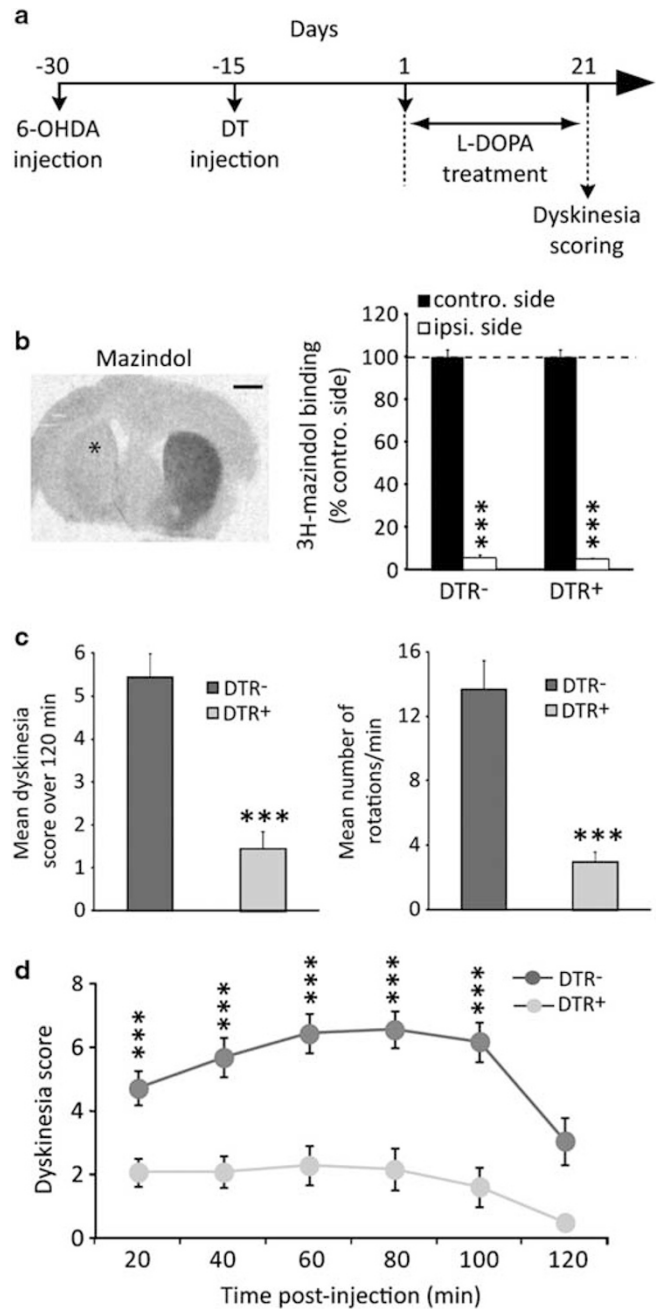 a
Days
-30 -15 1 21
6-OHDA injection
DT injection
L-DOPA treatment
Dyskinesia scoring
b
Mazindol
*
3H-mazindol binding
(% contro. side)
contro. side
ipsi. side
120
100
80
60
40
20
0
***
***
DTR- DTR+
c
Mean dyskinesia
score over 120 min
6
5
4
3
2
1
0
DTR-
DTR+
***
Mean number of
rotations/min
16
12
8
4
0
DTR-
DTR+
***
d
Dyskinesia score
8
6
4
2
0
*** *** *** *** ***
DTR-
DTR+
20 40 60 80 100 120
Time post-injection (min)